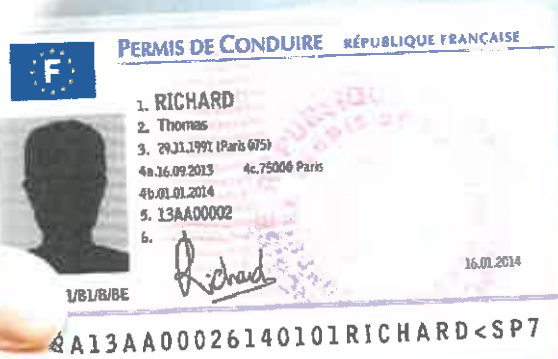 F
PERMIS DE CONDUIRE RÉPUBLIQUE FRANÇAISE
1. RICHARD
2. Thomas
3. 29.11.1991 (Paris 075)
4a.16.09.2013 4c.75000 Paris
4b.01.01.2014
5. 13AA00002
6.
Richard
16.01.2014
1/B1/B/BE
A13AA00026140101RICHARD<SP7